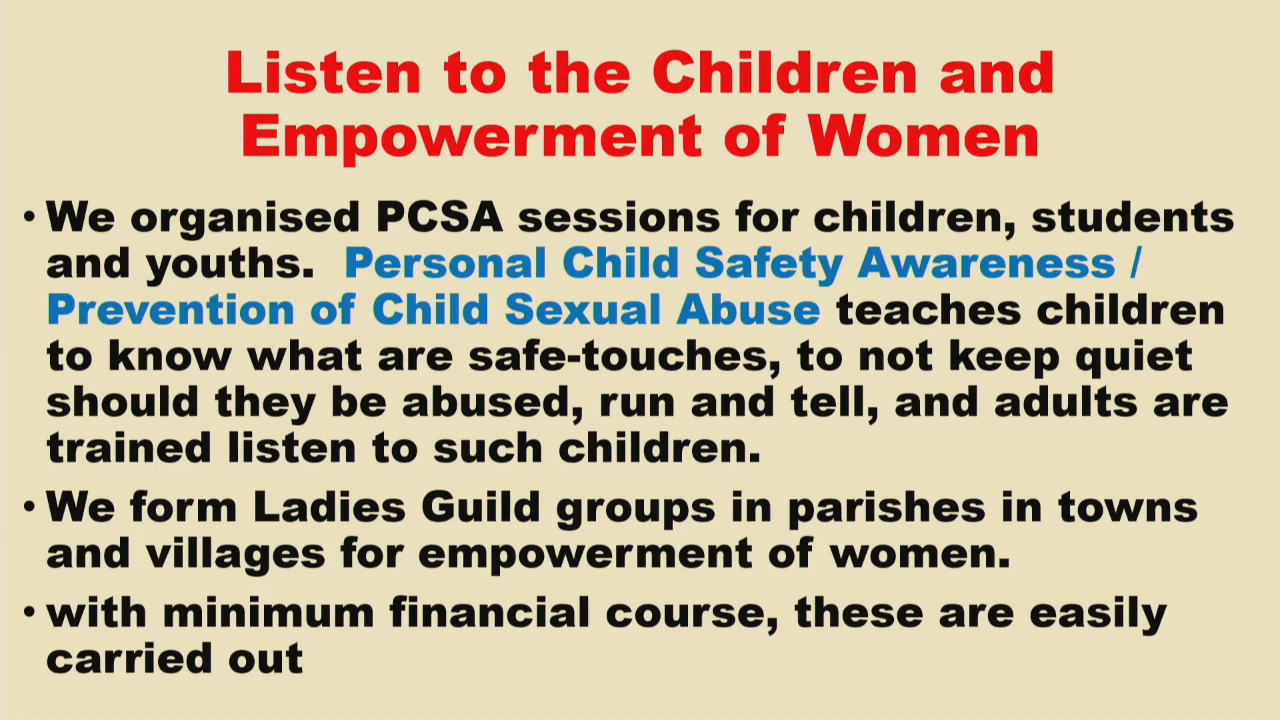 Listen to the Children and
Empowerment of Women
• We organised PCSA sessions for children, students
and youths. Personal Child Safety Awareness /
Prevention of Child Sexual Abuse teaches children
to know what are safe-touches, to not keep quiet
should they be abused, run and tell, and adults are
trained listen to such children.
• We form Ladies Guild groups in parishes in towns
and villages for empowerment of women.
• with minimum financial course, these are easily
carried out